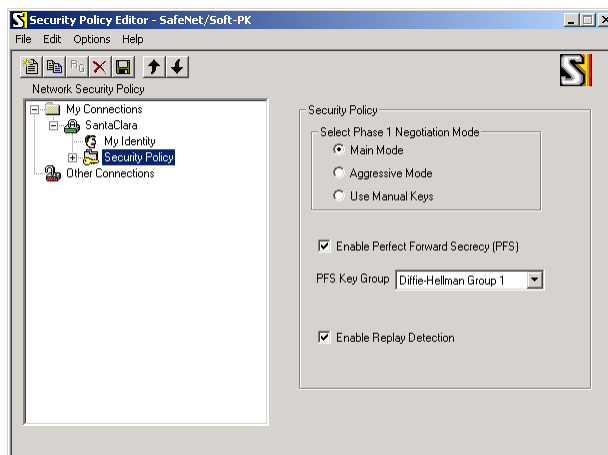 Security Policy Editor - SafeNet/Soft-PK
File Edit Options Help
RG
Network Security Policy
My Connections
SantaClara
My Identity
Security Policy
Other Connections
Security Policy
Select Phase 1 Negotiation Mode
Main Mode
Aggressive Mode
Use Manual Keys
Enable Perfect Forward Secrecy (PFS)
PFS Key Group Diffie-Hellman Group 1
Enable Replay Detection